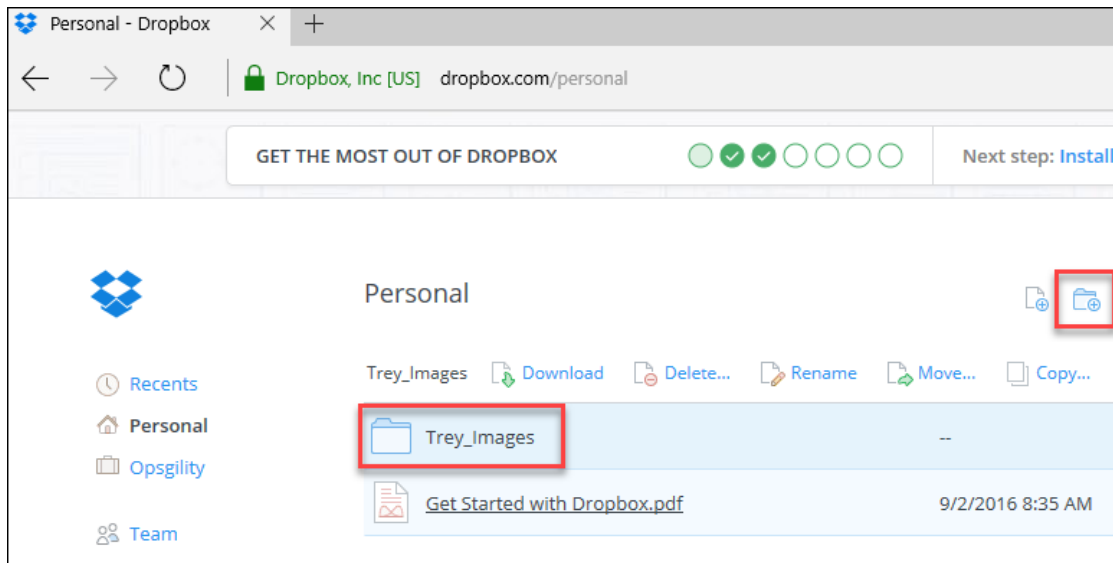 Personal - Dropbox
Dropbox, Inc [US] dropbox.com/personal
GET THE MOST OUT OF DROPBOX Next step: Install
Personal
Trey_Images Download Delete... Rename Move... Copy...
Recents
Personal
Opsgility
Team
Trey_Images --
Get Started with Dropbox.pdf 9/2/2016 8:35 AM